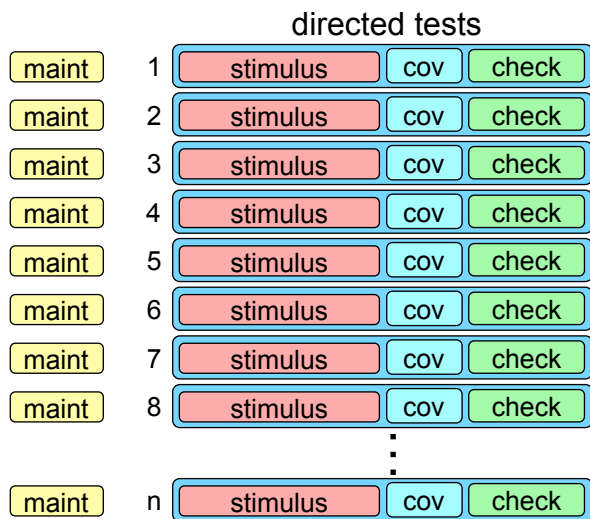 directed tests
maint 1 stimulus cov check
maint 2 stimulus cov check
maint 3 stimulus cov check
maint 4 stimulus cov check
maint 5 stimulus cov check
maint 6 stimulus cov check
maint 7 stimulus cov check
maint 8 stimulus cov check
maint n stimulus cov check